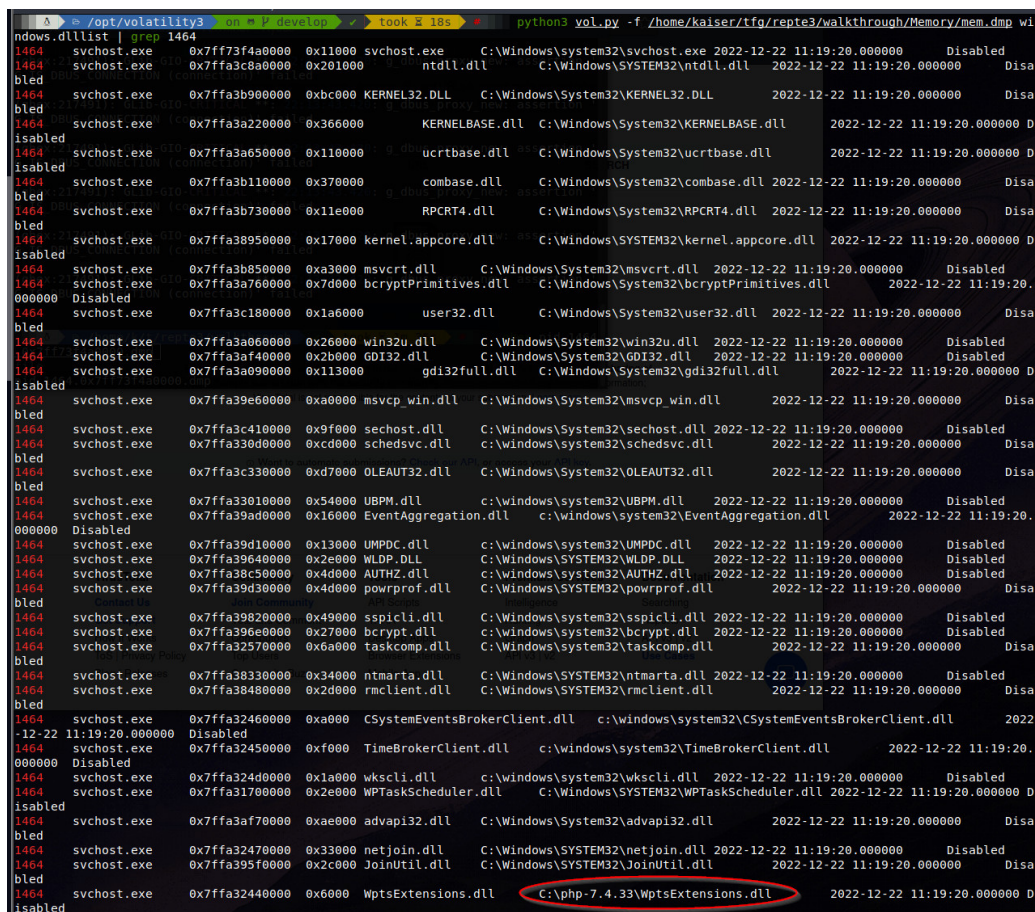 /opt/volatility3 on develop ✔ took ⧖ 18s python3 vol.py -f /home/kaiser/tfg/repte3/walkthrough/Memory/mem.dmp wi
ndows.dlllist | grep 1464
1464 svchost.exe 0x7ff73f4a0000 0x11000 svchost.exe C:\Windows\system32\svchost.exe 2022-12-22 11:19:20.000000 Disabled
1464 svchost.exe 0x7ffa3c8a0000 0x201000 ntdll.dll C:\Windows\SYSTEM32\ntdll.dll 2022-12-22 11:19:20.000000 Disa
bled
1464 svchost.exe 0x7ffa3b900000 0xbc000 KERNEL32.DLL C:\Windows\System32\KERNEL32.DLL 2022-12-22 11:19:20.000000 Disa
bled
1464 svchost.exe 0x7ffa3a220000 0x366000 KERNELBASE.dll C:\Windows\System32\KERNELBASE.dll 2022-12-22 11:19:20.000000 D
isabled
1464 svchost.exe 0x7ffa3a650000 0x110000 ucrtbase.dll C:\Windows\System32\ucrtbase.dll 2022-12-22 11:19:20.000000 D
isabled
1464 svchost.exe 0x7ffa3b110000 0x370000 combase.dll C:\Windows\System32\combase.dll 2022-12-22 11:19:20.000000 Disa
bled
1464 svchost.exe 0x7ffa3b730000 0x11e000 RPCRT4.dll C:\Windows\System32\RPCRT4.dll 2022-12-22 11:19:20.000000 Disa
bled
1464 svchost.exe 0x7ffa38950000 0x17000 kernel.appcore.dll C:\Windows\SYSTEM32\kernel.appcore.dll 2022-12-22 11:19:20.000000 D
isabled
1464 svchost.exe 0x7ffa3b850000 0xa3000 msvcrt.dll C:\Windows\System32\msvcrt.dll 2022-12-22 11:19:20.000000 Disabled
1464 svchost.exe 0x7ffa3a760000 0x7d000 bcryptPrimitives.dll C:\Windows\System32\bcryptPrimitives.dll 2022-12-22 11:19:20.
000000 Disabled
1464 svchost.exe 0x7ffa3c180000 0x1a6000 user32.dll C:\Windows\System32\user32.dll 2022-12-22 11:19:20.000000 Disa
bled
1464 svchost.exe 0x7ffa3a060000 0x26000 win32u.dll C:\Windows\System32\win32u.dll 2022-12-22 11:19:20.000000 Disabled
1464 svchost.exe 0x7ffa3af40000 0x2b000 GDI32.dll C:\Windows\System32\GDI32.dll 2022-12-22 11:19:20.000000 Disabled
1464 svchost.exe 0x7ffa3a090000 0x113000 gdi32full.dll C:\Windows\System32\gdi32full.dll 2022-12-22 11:19:20.000000 D
isabled
1464 svchost.exe 0x7ffa39e60000 0xa0000 msvcp_win.dll C:\Windows\System32\msvcp_win.dll 2022-12-22 11:19:20.000000 Disa
bled
1464 svchost.exe 0x7ffa3c410000 0x9f000 sechost.dll C:\Windows\System32\sechost.dll 2022-12-22 11:19:20.000000 Disabled
1464 svchost.exe 0x7ffa330d0000 0xcd000 schedsvc.dll c:\windows\system32\schedsvc.dll 2022-12-22 11:19:20.000000 Disa
bled
1464 svchost.exe 0x7ffa3c330000 0xd7000 OLEAUT32.dll C:\Windows\System32\OLEAUT32.dll 2022-12-22 11:19:20.000000 Disa
bled
1464 svchost.exe 0x7ffa33010000 0x54000 UBPM.dll c:\windows\system32\UBPM.dll 2022-12-22 11:19:20.000000 Disabled
1464 svchost.exe 0x7ffa39ad0000 0x16000 EventAggregation.dll c:\windows\system32\EventAggregation.dll 2022-12-22 11:19:20.
000000 Disabled
1464 svchost.exe 0x7ffa39d10000 0x13000 UMPDC.dll c:\windows\system32\UMPDC.dll 2022-12-22 11:19:20.000000 Disabled
1464 svchost.exe 0x7ffa39640000 0x2e000 WLDP.DLL C:\Windows\SYSTEM32\WLDP.DLL 2022-12-22 11:19:20.000000 Disabled
1464 svchost.exe 0x7ffa38c50000 0x4d000 AUTHZ.dll c:\windows\system32\AUTHZ.dll 2022-12-22 11:19:20.000000 Disabled
1464 svchost.exe 0x7ffa39d30000 0x4d000 powrprof.dll C:\Windows\SYSTEM32\powrprof.dll 2022-12-22 11:19:20.000000 Disa
bled
1464 svchost.exe 0x7ffa39820000 0x49000 sspicli.dll C:\Windows\system32\sspicli.dll 2022-12-22 11:19:20.000000 Disabled
1464 svchost.exe 0x7ffa396e0000 0x27000 bcrypt.dll C:\Windows\system32\bcrypt.dll 2022-12-22 11:19:20.000000 Disabled
1464 svchost.exe 0x7ffa32570000 0x6a000 taskcomp.dll C:\Windows\system32\taskcomp.dll 2022-12-22 11:19:20.000000 Disa
bled
1464 svchost.exe 0x7ffa38330000 0x34000 ntmarta.dll C:\Windows\SYSTEM32\ntmarta.dll 2022-12-22 11:19:20.000000 Disabled
1464 svchost.exe 0x7ffa38480000 0x2d000 rmclient.dll C:\Windows\SYSTEM32\rmclient.dll 2022-12-22 11:19:20.000000 Disa
bled
1464 svchost.exe 0x7ffa32460000 0xa000 CSystemEventsBrokerClient.dll c:\windows\system32\CSystemEventsBrokerClient.dll 2022
-12-22 11:19:20.000000 Disabled
1464 svchost.exe 0x7ffa32450000 0xf000 TimeBrokerClient.dll c:\windows\system32\TimeBrokerClient.dll 2022-12-22 11:19:20.
000000 Disabled
1464 svchost.exe 0x7ffa324d0000 0x1a000 wkscli.dll c:\windows\system32\wkscli.dll 2022-12-22 11:19:20.000000 Disabled
1464 svchost.exe 0x7ffa31700000 0x2e000 WPTaskScheduler.dll C:\Windows\SYSTEM32\WPTaskScheduler.dll 2022-12-22 11:19:20.000000 D
isabled
1464 svchost.exe 0x7ffa3af70000 0xae000 advapi32.dll C:\Windows\System32\advapi32.dll 2022-12-22 11:19:20.000000 Disa
bled
1464 svchost.exe 0x7ffa32470000 0x33000 netjoin.dll C:\Windows\SYSTEM32\netjoin.dll 2022-12-22 11:19:20.000000 Disabled
1464 svchost.exe 0x7ffa395f0000 0x2c000 JoinUtil.dll C:\Windows\SYSTEM32\JoinUtil.dll 2022-12-22 11:19:20.000000 Disa
bled
1464 svchost.exe 0x7ffa32440000 0x6000 WptsExtensions.dll C:\php-7.4.33\WptsExtensions.dll 2022-12-22 11:19:20.000000 D
isabled